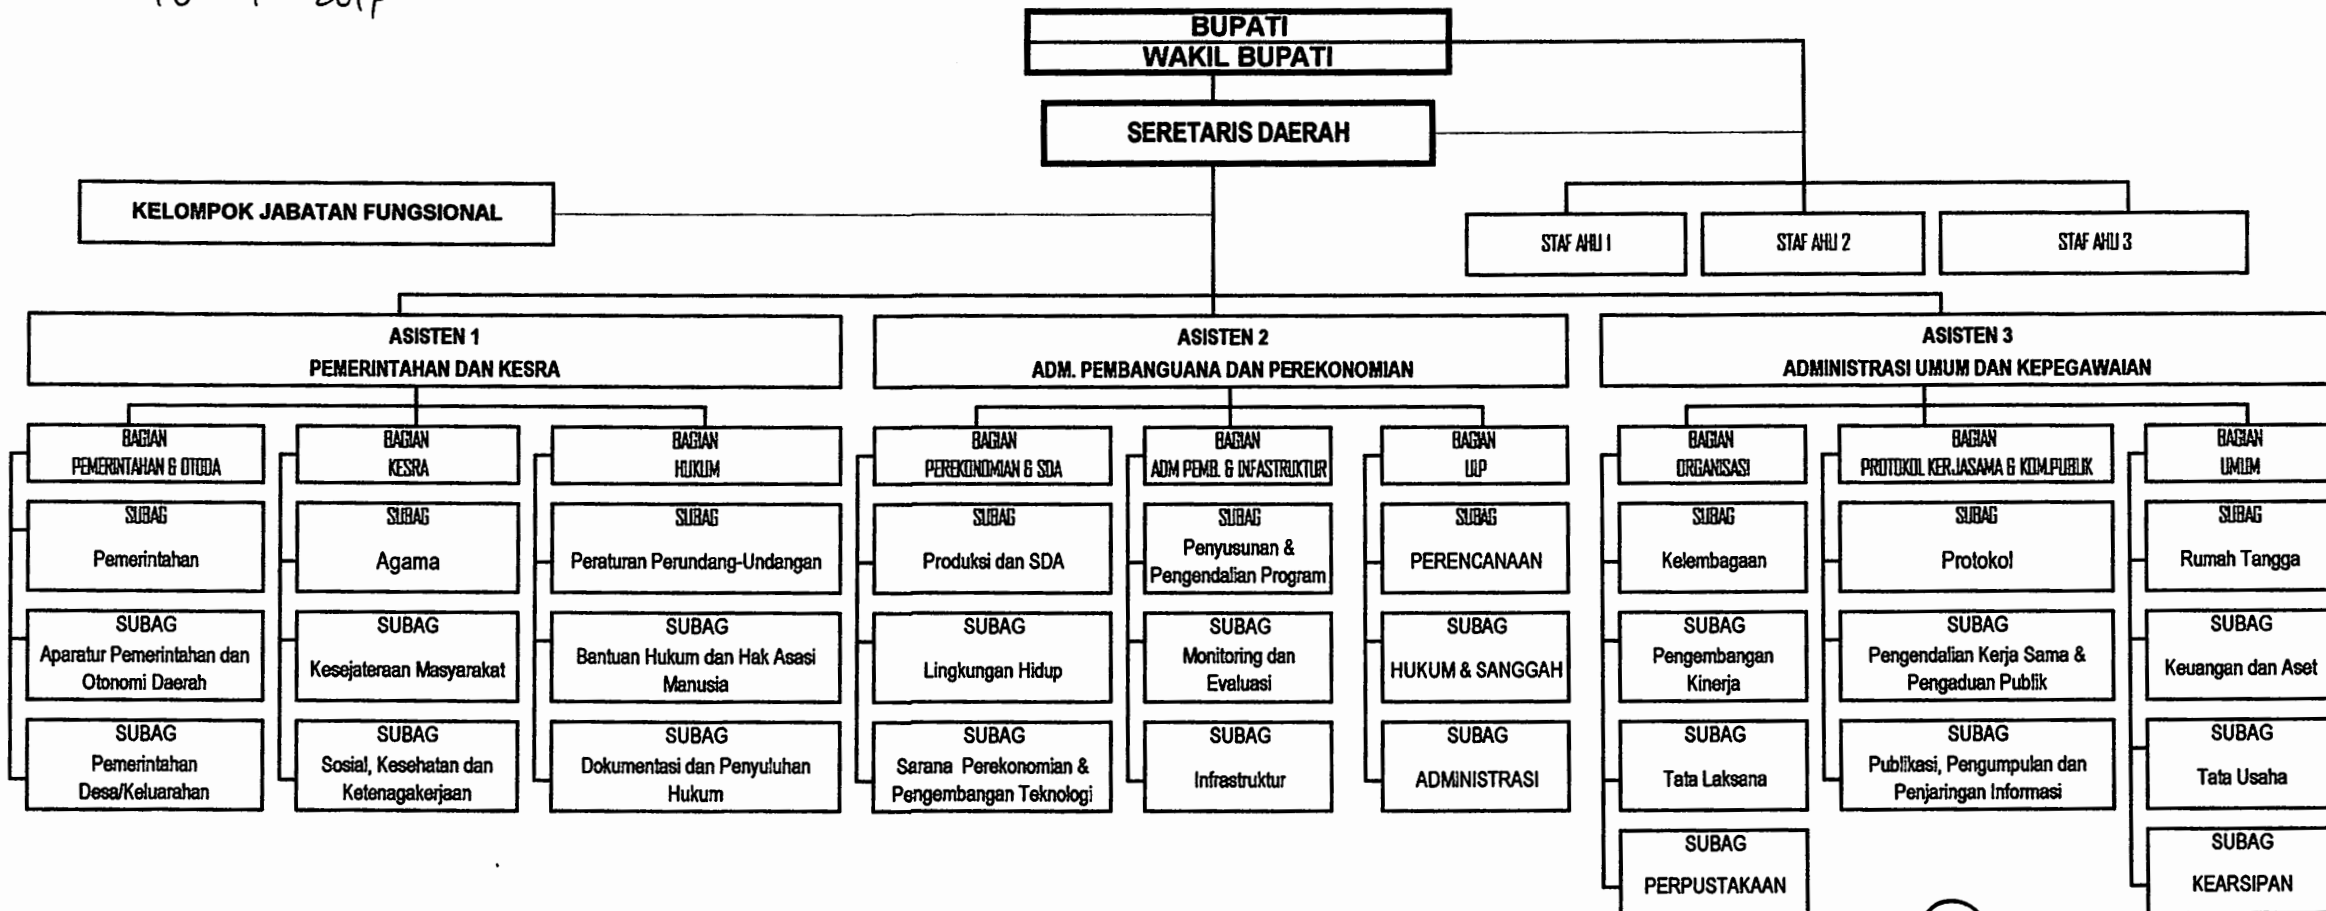 2017
BUPATI
WAKIL BUPATI
SERETARIS DAERAH
KELOMPOK JABATAN FUNGSIONAL
STAF AHLI 1
STAF AHLI 2
STAF AHLI 3
ASISTEN 1
PEMERINTAHAN DAN KESRA
ASISTEN 2
ADM. PEMBANGUANA DAN PEREKONOMIAN
ASISTEN 3
ADMINISTRASI UMUM DAN KEPEGAWAIAN
BAGIAN
PEMERINTAHAN & OTODA
BAGIAN
KESRA
BAGIAN
HUKUM
BAGIAN
PEREKONOMIAN & SDA
BAGIAN
ADM PEMB. & INFASTRUKTUR
BAGIAN
ULP
BAGIAN
ORGANISASI
BAGIAN
PROTOKOL KERJASAMA & KOM.PUBLIK
BAGIAN
UMUM
SUBAG
Pemerintahan
SUBAG
Agama
SUBAG
Peraturan Perundang-Undangan
SUBAG
Produksi dan SDA
SUBAG
Penyusunan &
Pengendalian Program
SUBAG
PERENCANAAN
SUBAG
Kelembagaan
SUBAG
Protokol
SUBAG
Rumah Tangga
SUBAG
Aparatur Pemerintahan dan
Otonomi Daerah
SUBAG
Kesejateraan Masyarakat
SUBAG
Bantuan Hukum dan Hak Asasi
Manusia
SUBAG
Lingkungan Hidup
SUBAG
Monitoring dan
Evaluasi
SUBAG
HUKUM & SANGGAH
SUBAG
Pengembangan
Kinerja
SUBAG
Pengendalian Kerja Sama &
Pengaduan Publik
SUBAG
Keuangan dan Aset
SUBAG
Pemerintahan
Desa/Keluarahan
SUBAG
Sosial, Kesehatan dan
Ketenagakerjaan
SUBAG
Dokumentasi dan Penyuluhan
Hukum
SUBAG
Sarana Perekonomian &
Pengembangan Teknologi
SUBAG
Infrastruktur
SUBAG
ADMINISTRASI
SUBAG
Tata Laksana
SUBAG
Publikasi, Pengumpulan dan
Penjaringan Informasi
SUBAG
Tata Usaha
SUBAG
PERPUSTAKAAN
SUBAG
KEARSIPAN